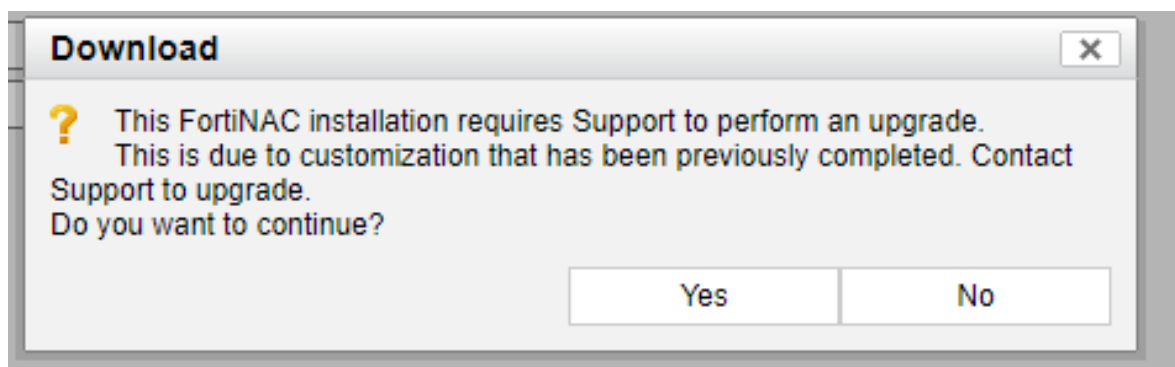 Download
This FortiNAC installation requires Support to perform an upgrade.
This is due to customization that has been previously completed. Contact
Support to upgrade.
Do you want to continue?
Yes
No